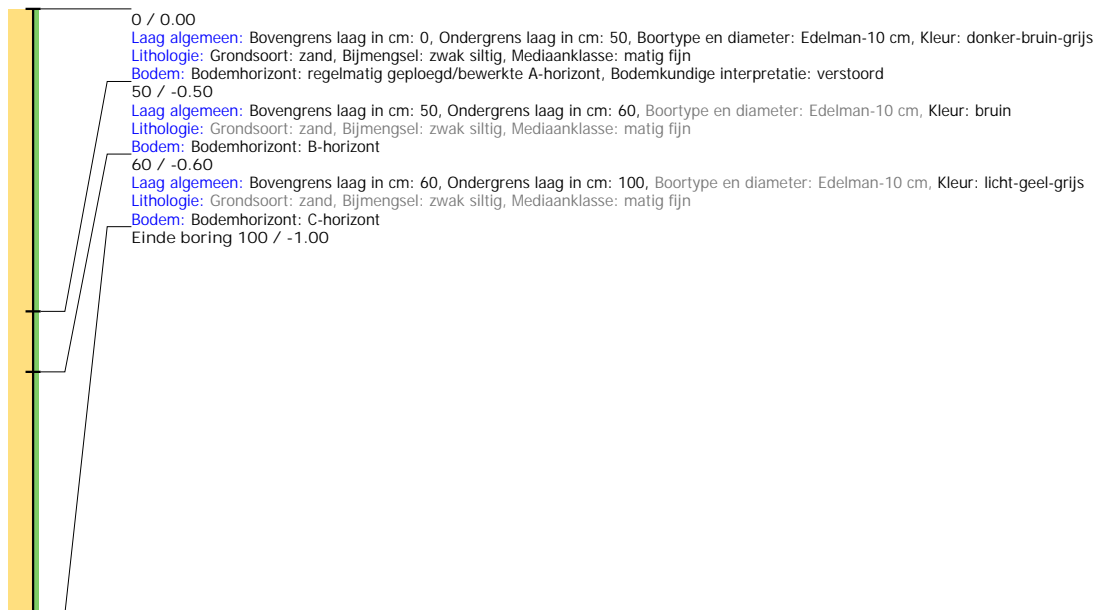 0 / 0.00
Laag algemeen: Bovengrens laag in cm: 0, Ondergrens laag in cm: 50, Boortype en diameter: Edelman-10 cm, Kleur: donker-bruin-grijs
Lithologie: Grondsoort: zand, Bijmengsel: zwak siltig, Mediaanklasse: matig fijn
Bodem: Bodemhorizont: regelmatig geploegd/bewerkte A-horizont, Bodemkundige interpretatie: verstoord
50 / -0.50
Laag algemeen: Bovengrens laag in cm: 50, Ondergrens laag in cm: 60, Boortype en diameter: Edelman-10 cm, Kleur: bruin
Lithologie: Grondsoort: zand, Bijmengsel: zwak siltig, Mediaanklasse: matig fijn
Bodem: Bodemhorizont: B-horizont
60 / -0.60
Laag algemeen: Bovengrens laag in cm: 60, Ondergrens laag in cm: 100, Boortype en diameter: Edelman-10 cm, Kleur: licht-geel-grijs
Lithologie: Grondsoort: zand, Bijmengsel: zwak siltig, Mediaanklasse: matig fijn
Bodem: Bodemhorizont: C-horizont
Einde boring 100 / -1.00